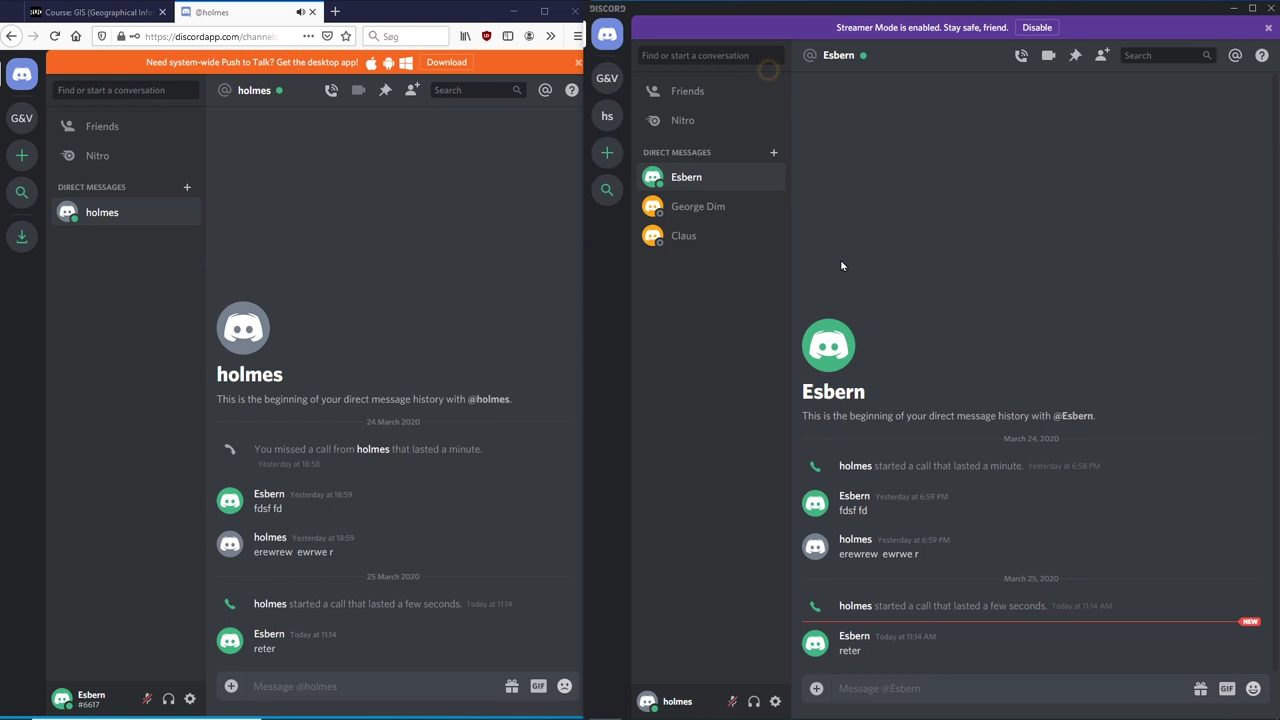 Course: GIS (Geographical Infor
@holmes
https://discordapp.com/channels
Søg
Need system-wide Push to Talk? Get the desktop app!
Download
Find or start a conversation
holmes
Search
G&V
Friends
Nitro
DIRECT MESSAGES
holmes
holmes
This is the beginning of your direct message history with @holmes.
24 March 2020
You missed a call from holmes that lasted a minute.
Yesterday at 18:58
Esbern Yesterday at 18:59
fdsf fd
holmes Yesterday at 18:59
erewrew ewrwe r
25 March 2020
holmes started a call that lasted a few seconds. Today at 11:14
Esbern Today at 11:14
reter
Message @holmes
GIF
Esbern
#6617
DISCORD
Streamer Mode is enabled. Stay safe, friend.
Disable
Find or start a conversation
Esbern
Search
G&V
hs
Friends
Nitro
DIRECT MESSAGES
Esbern
George Dim
Claus
Esbern
This is the beginning of your direct message history with @Esbern.
March 24, 2020
holmes started a call that lasted a minute. Yesterday at 6:58 PM
Esbern Yesterday at 6:59 PM
fdsf fd
holmes Yesterday at 6:59 PM
erewrew ewrwe r
March 25, 2020
holmes started a call that lasted a few seconds. Today at 11:14 AM
NEW
Esbern Today at 11:14 AM
reter
Message @Esbern
GIF
holmes